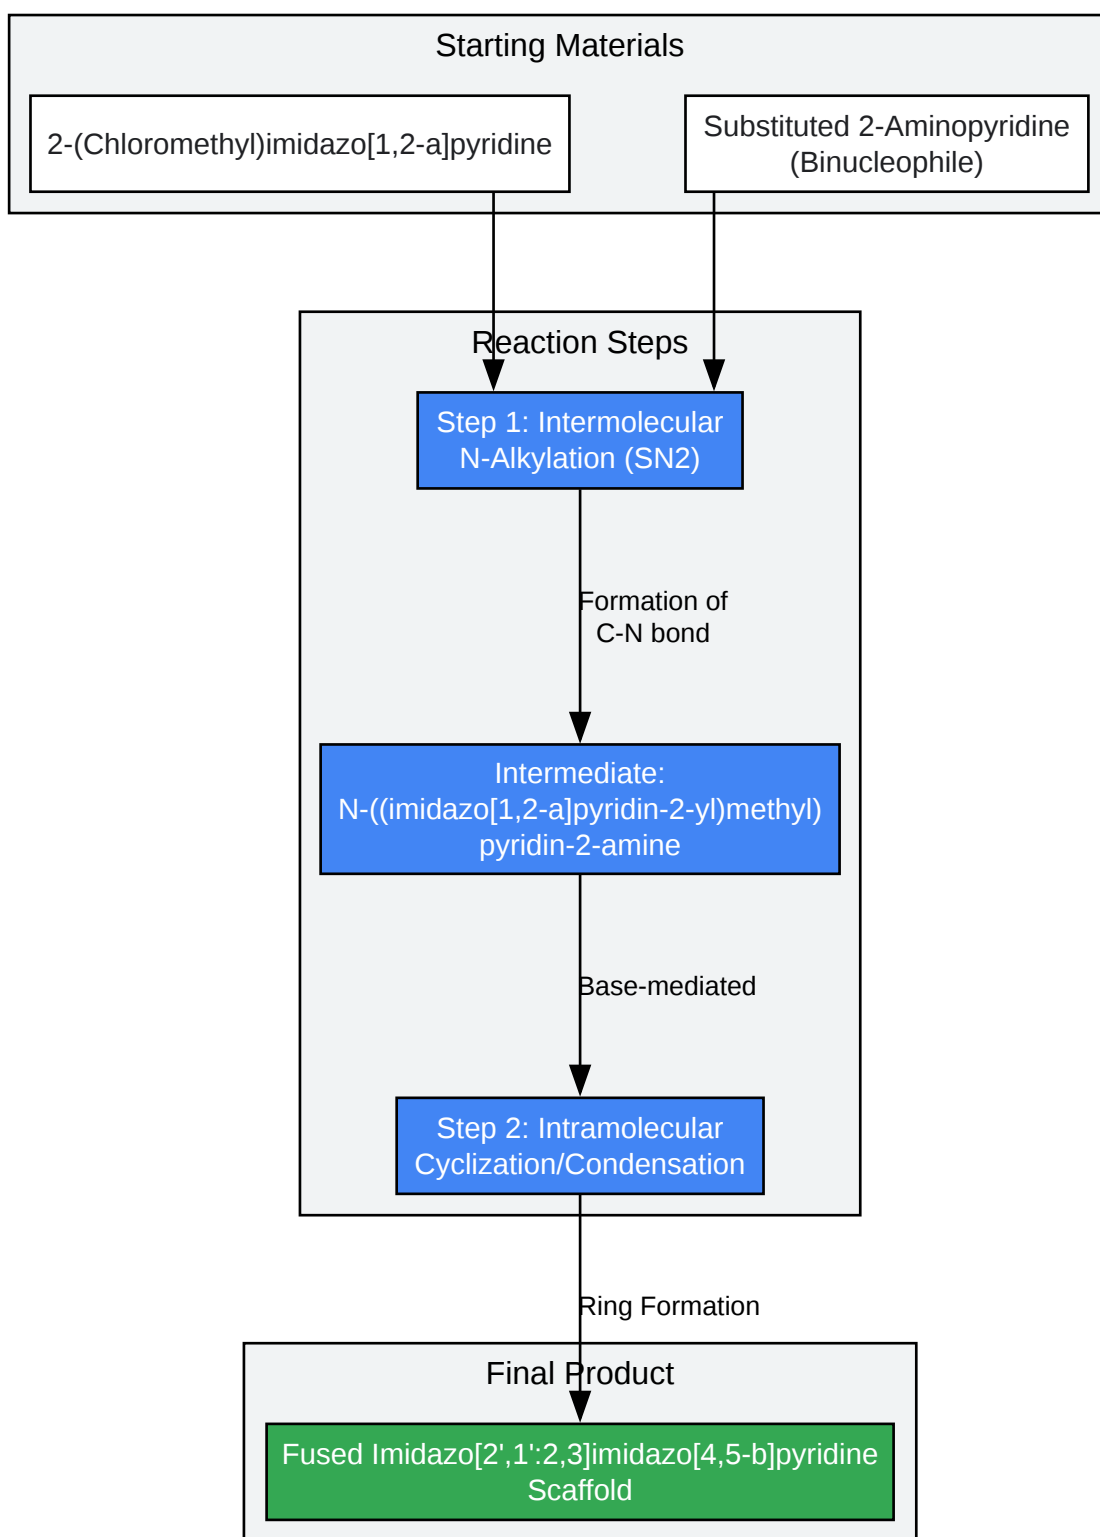 Starting Materials
2-(Chloromethyl)imidazo[1,2-a]pyridine
Substituted 2-Aminopyridine
(Binucleophile)
Reaction Steps
Step 1: Intermolecular
N-Alkylation (SN2)
Formation of
C-N bond
Intermediate:
N-((imidazo[1,2-a]pyridin-2-yl)methyl)
pyridin-2-amine
Base-mediated
Step 2: Intramolecular
Cyclization/Condensation
Ring Formation
Final Product
Fused Imidazo[2',1':2,3]imidazo[4,5-b]pyridine
Scaffold